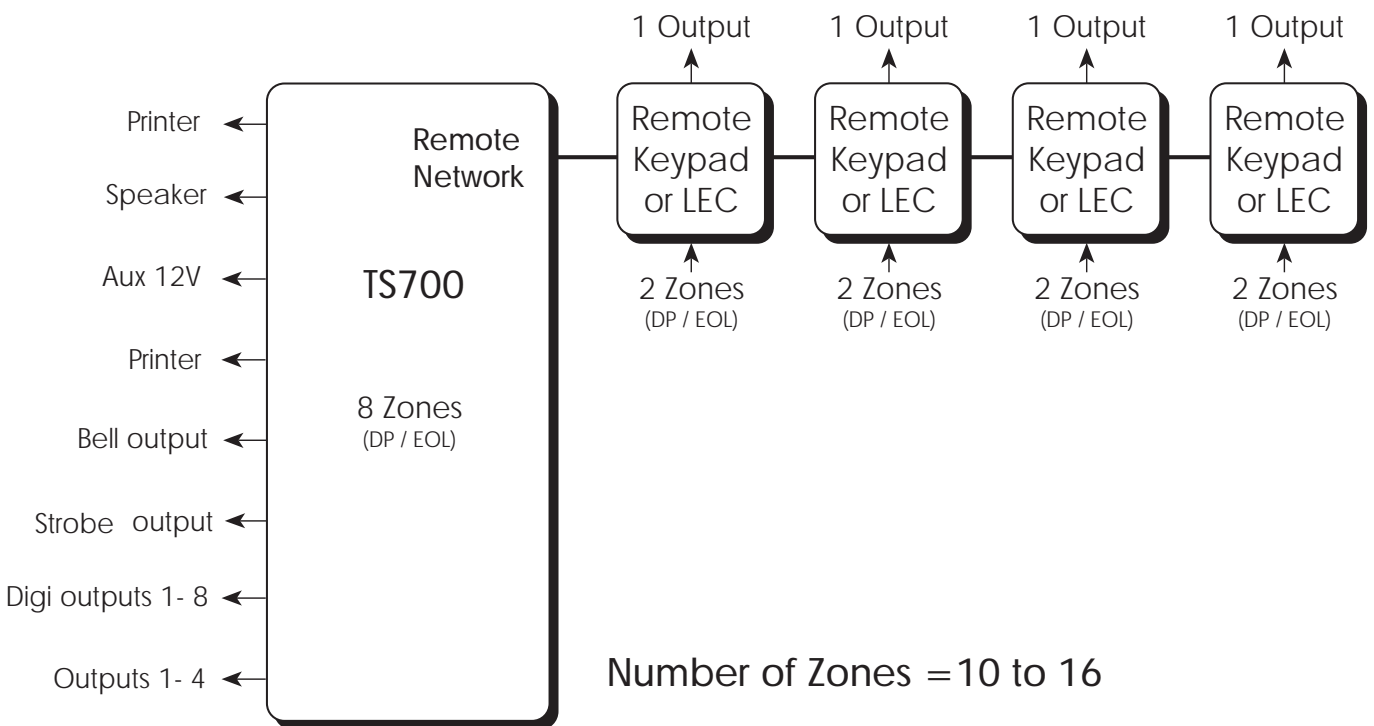 1 Output
1 Output
1 Output
1 Output
Printer
Speaker
Aux 12V
Printer
Bell output
Strobe output
Digi outputs 1- 8
Outputs 1- 4
Remote
Network
TS700
8 Zones
(DP / EOL)
Remote
Keypad
or LEC
Remote
Keypad
or LEC
Remote
Keypad
or LEC
Remote
Keypad
or LEC
2 Zones
(DP / EOL)
2 Zones
(DP / EOL)
2 Zones
(DP / EOL)
2 Zones
(DP / EOL)
Number of Zones =10 to 16